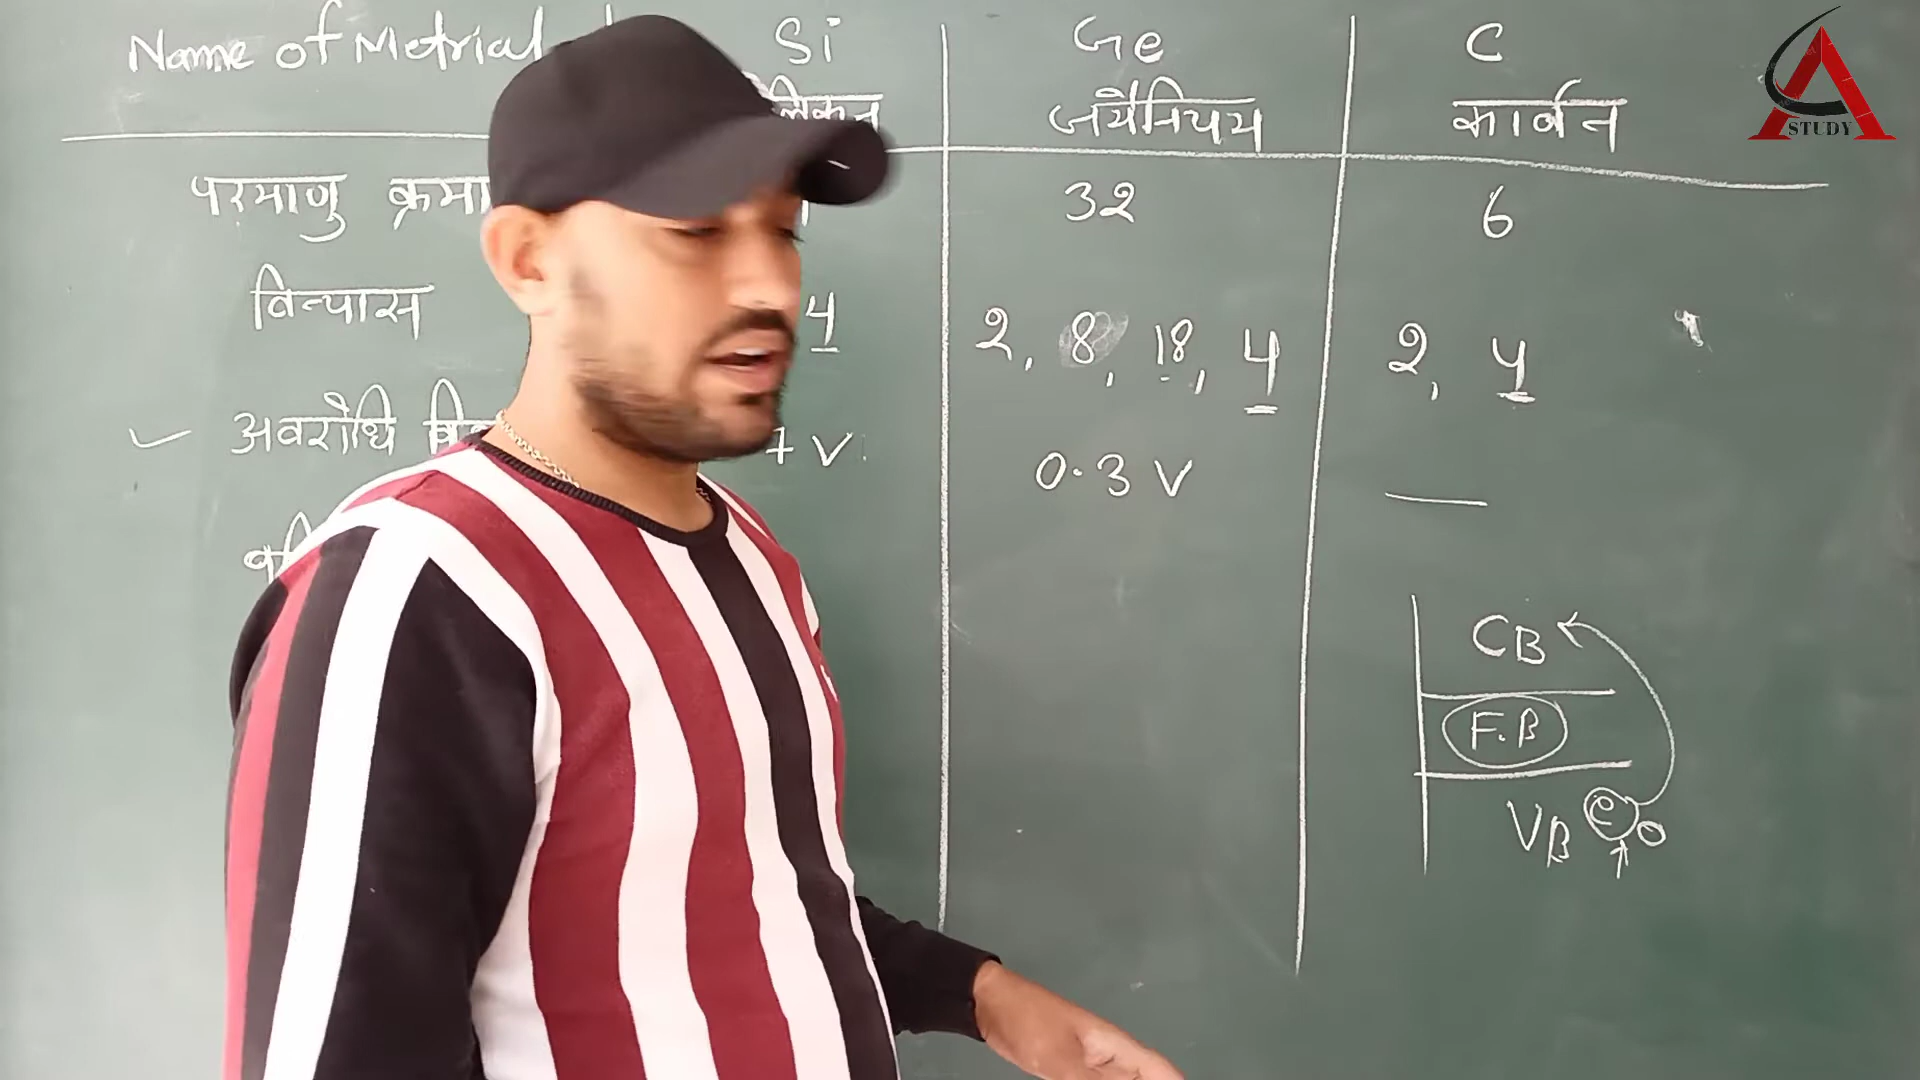 Name of Metrial Si Ge C
जर्मेनियम कार्बन
परमाणु 32 6
विन्यास 4 2, 8, 18, 4 2, 4
अवरोधि V 0.3 V —
CB
F.B
VB e
A
STUDY